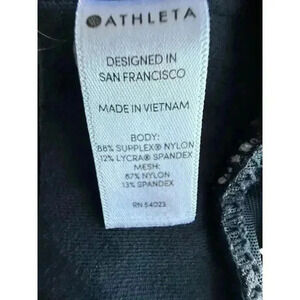 ATHLETA
DESIGNED IN
SAN FRANCISCO
MADE IN VIETNAM
BODY:
88% SUPPLEX® NYLON
12% LYCRA® SPANDEX
MESH:
87% NYLON
13% SPANDEX
RN 54023